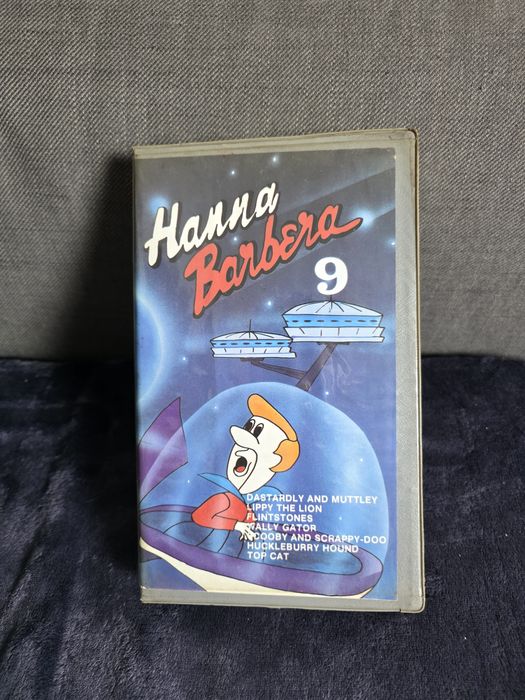 Hanna
Barbera
9
DASTARDLY AND MUTTLEY
LIPPY THE LION
FLINTSTONES
WALLY GATOR
SCOOBY AND SCRAPPY-DOO
HUCKLEBURRY HOUND
TOP CAT